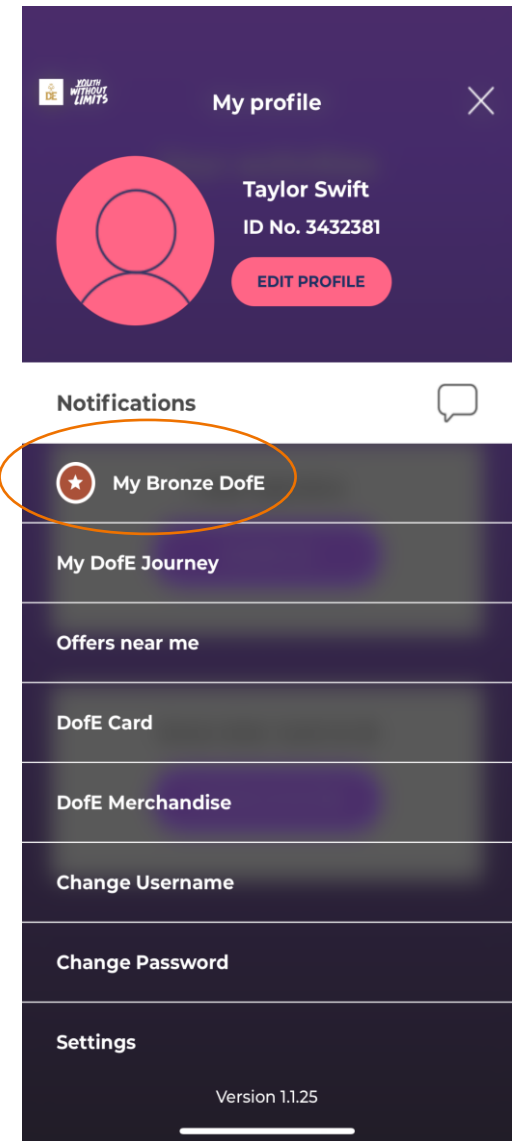 DE
YOUTH
WITHOUT
LIMITS
My profile
Taylor Swift
ID No. 3432381
EDIT PROFILE
Notifications
My Bronze DofE
My DofE Journey
Offers near me
DofE Card
DofE Merchandise
Change Username
Change Password
Settings
Version 1.1.25